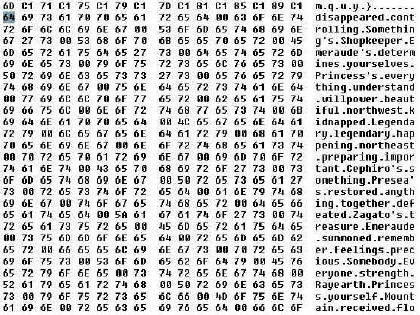 6D C1 71 C1 75 C1 79 C1 7D C1 81 C1 85 C1 89 C1 m.q.u.y.}.......
64 69 73 61 70 70 65 61 72 65 64 00 63 6F 6E 74 disappeared.cont
72 6F 6C 6C 69 6E 67 00 53 6F 6D 65 74 68 69 6E rolling.Somethin
67 27 73 00 53 68 6F 70 6B 65 65 70 65 72 00 45 g's.Shopkeeper.E
6D 65 72 61 75 64 65 27 73 00 64 65 74 65 72 6D meraude's.determ
69 6E 65 73 00 79 6F 75 72 73 65 6C 76 65 73 00 ines.yourselves.
50 72 69 6E 63 65 73 73 27 73 00 65 76 65 72 79 Princess's.every
74 68 69 6E 67 00 75 6E 64 65 72 73 74 61 6E 64 thing.understand
00 77 69 6C 6C 70 6F 77 65 72 00 62 65 61 75 74 .willpower.beaut
69 66 75 6C 00 6E 6F 72 74 68 77 65 73 74 00 6B iful.northwest.k
69 64 6E 61 70 70 65 64 00 4C 65 67 65 6E 64 61 idnapped.Legenda
72 79 00 6C 65 67 65 6E 64 61 72 79 00 68 61 70 ry.legendary.hap
70 65 6E 69 6E 67 00 6E 6F 72 74 68 65 61 73 74 pening.northeast
00 70 72 65 70 61 72 69 6E 67 00 69 6D 70 6F 72 .preparing.impor
74 61 6E 74 00 43 65 70 68 69 72 6F 27 73 00 73 tant.Cephiro's.s
6F 6D 65 74 68 69 6E 67 00 50 72 65 73 65 61 27 omething.Presea'
73 00 72 65 73 74 6F 72 65 64 00 61 6E 79 74 68 s.restored.anyth
69 6E 67 00 74 6F 67 65 74 68 65 72 00 64 65 66 ing.together.def
65 61 74 65 64 00 5A 61 67 61 74 6F 27 73 00 74 eated.Zagato's.t
72 65 61 73 75 72 65 00 45 6D 65 72 61 75 64 65 reasure.Emeraude
00 73 75 6D 6D 6F 6E 65 64 00 72 65 6D 65 6D 62 .summoned.rememb
65 72 00 66 65 65 6C 69 6E 67 73 00 70 72 65 63 er.feelings.prec
69 6F 75 73 00 53 6F 6D 65 62 6F 64 79 00 45 76 ious.Somebody.Ev
65 72 79 6F 6E 65 00 73 74 72 65 6E 67 74 68 00 eryone.strength.
52 61 79 65 61 72 74 68 00 50 72 69 6E 63 65 73 Rayearth.Princes
73 00 79 6F 75 72 73 65 6C 66 00 4D 6F 75 6E 74 s.yourself.Mount
61 69 6E 00 72 65 63 65 69 76 65 64 00 66 6C 6F ain.received.flo